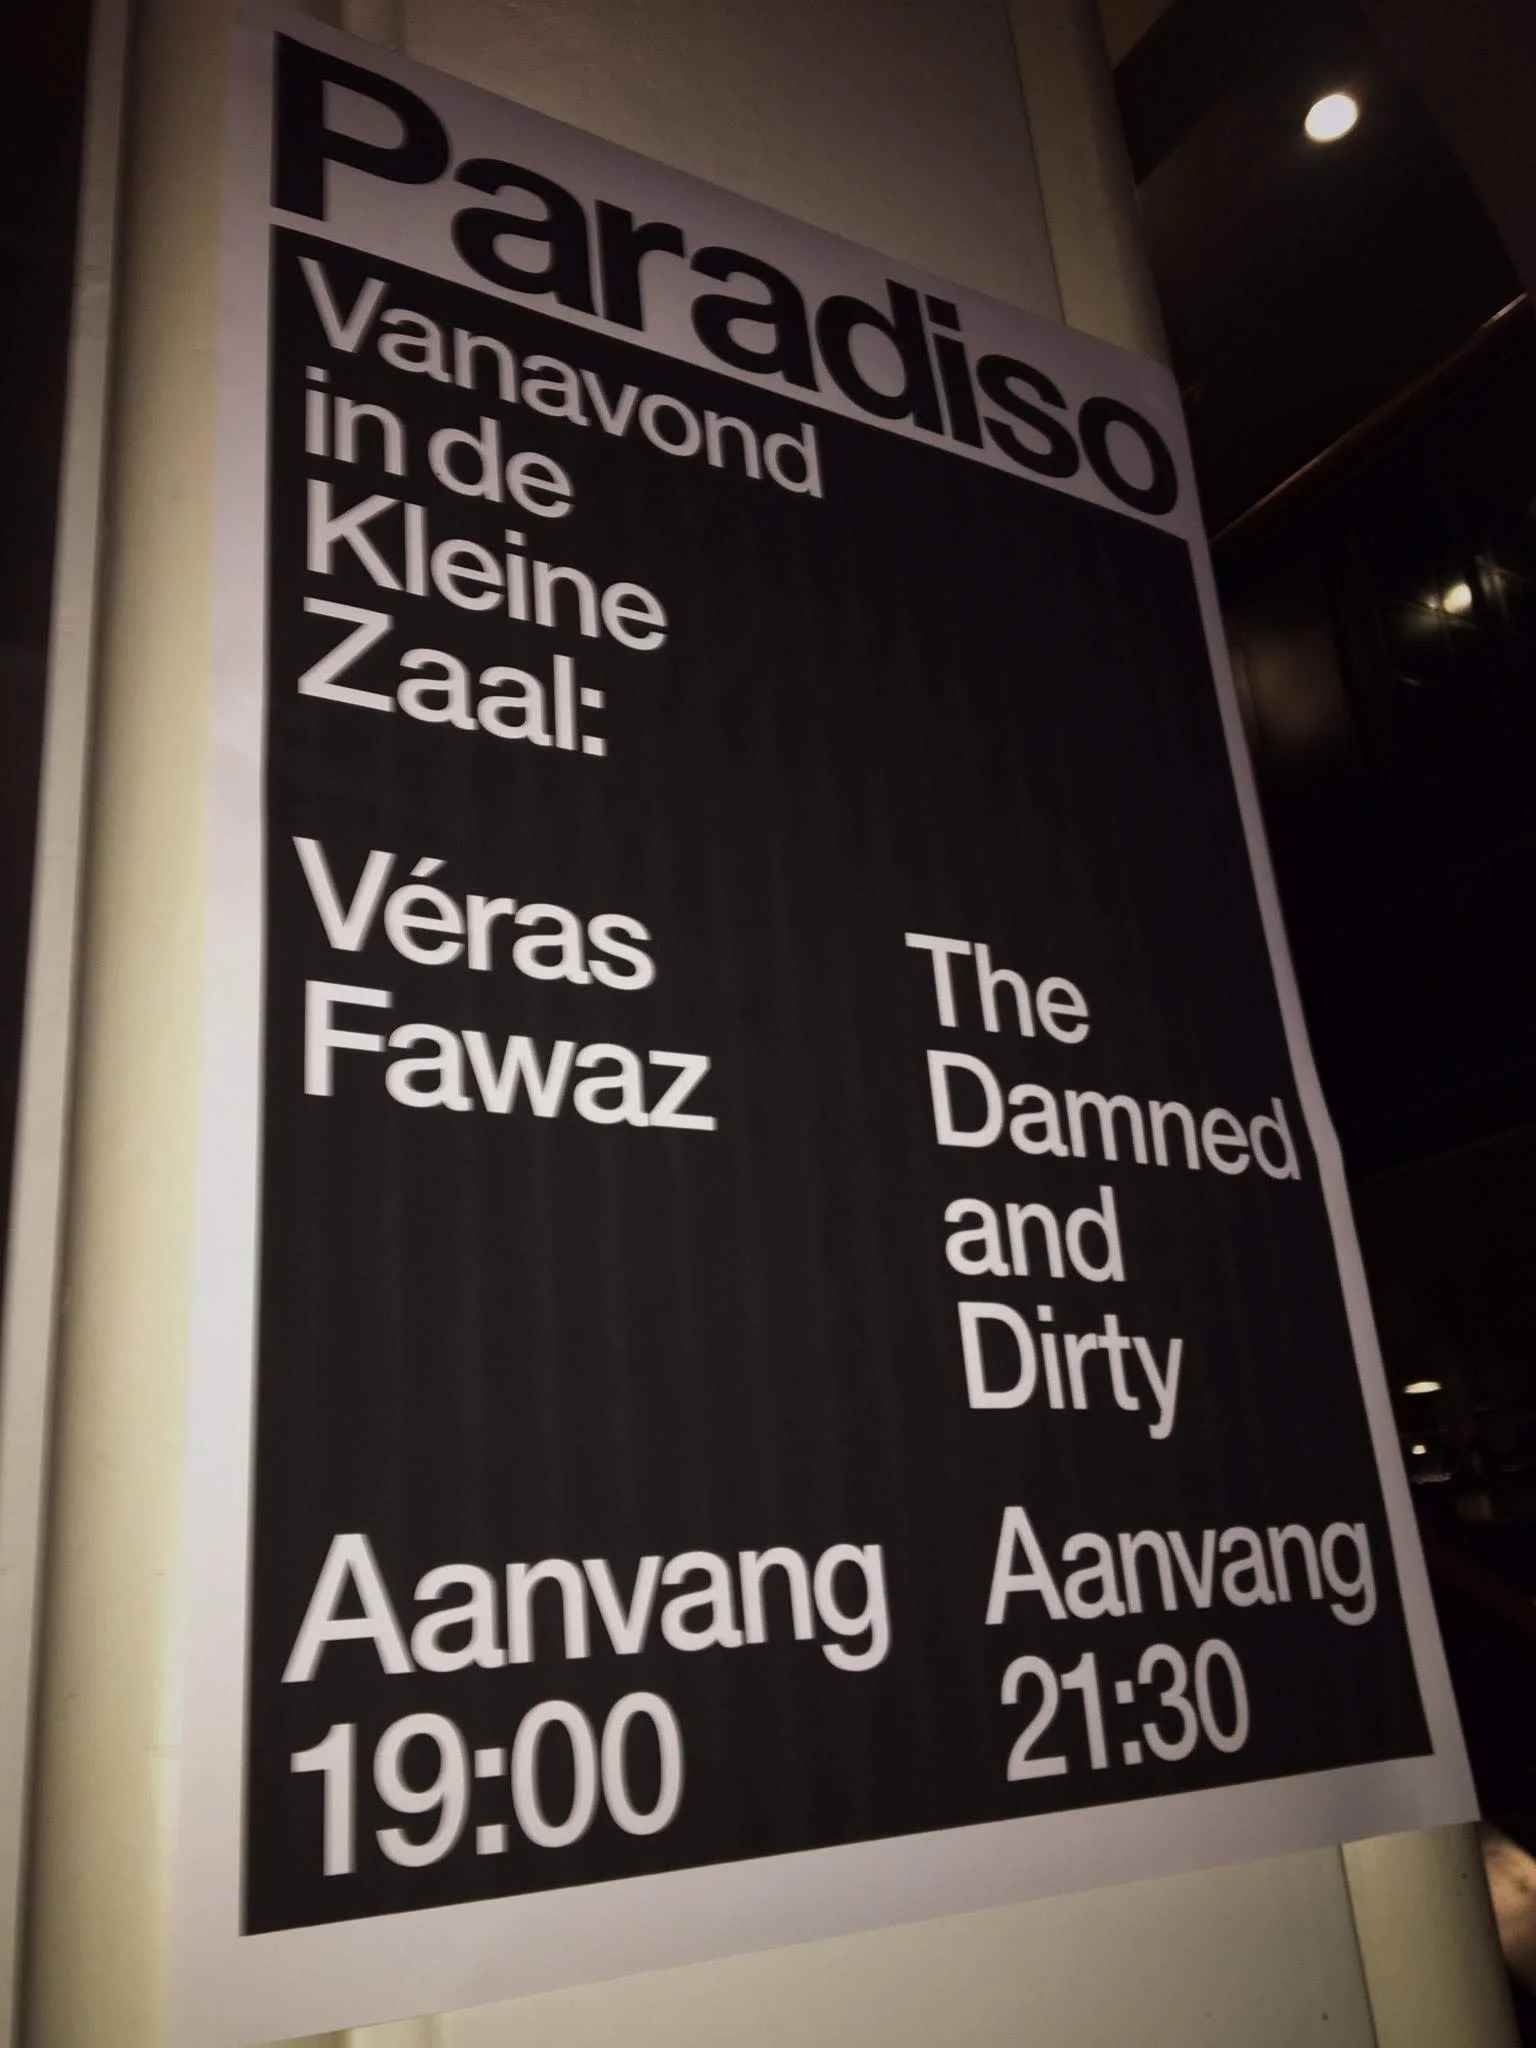 Paradiso
Vanavond
in de
Kleine
Zaal:
Véras
Fawaz
Aanvang
19:00
The
Damned
and
Dirty
Aanvang
21:30